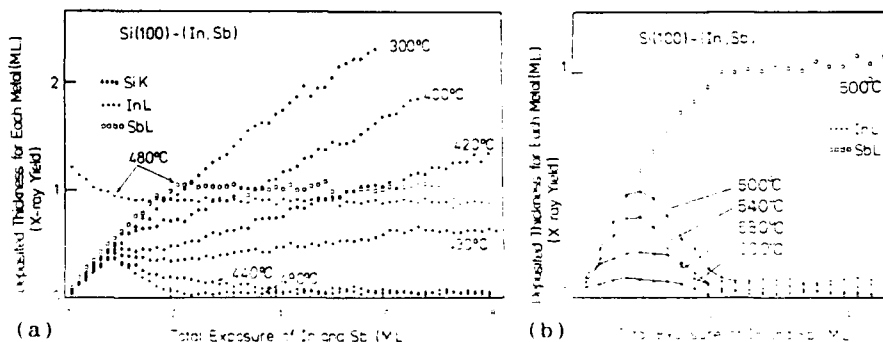 Si(100)-(In,Sb)
SiK
InL
SbL
300°C
400°C
420°C
480°C
430°C
440°C
2
1
Deposited Thickness for Each Metal (ML)
(X-ray Yield)
Total Exposure of In and Sb (ML
(a)
Si(100)-(In,Sb)
1
500°C
InL
SbL
540°C
Deposited Thickness for Each Metal (ML)
(X-ray Yield)
(b)